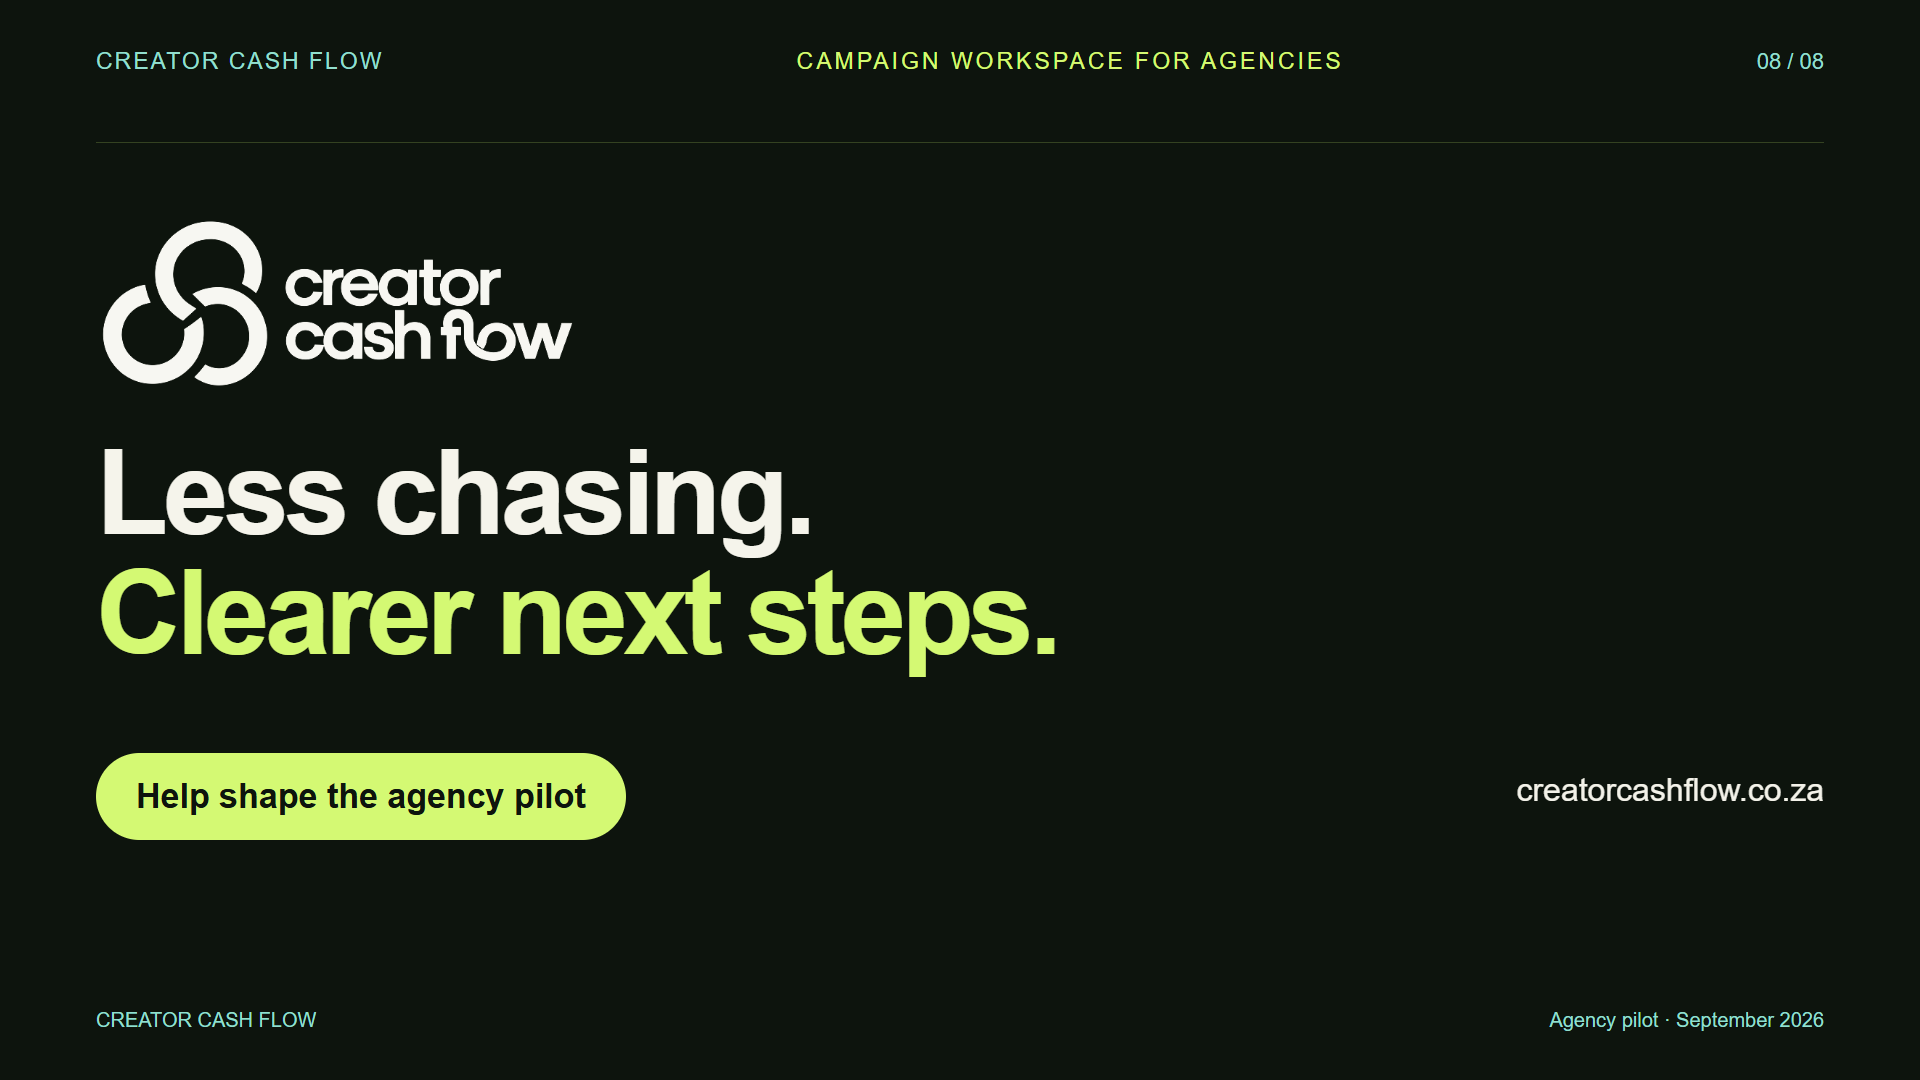 CREATOR CASH FLOW
CAMPAIGN WORKSPACE FOR AGENCIES
08 / 08
creator
cash flow
Less chasing.
Clearer next steps.
Help shape the agency pilot
creatorcashflow.co.za
CREATOR CASH FLOW
Agency pilot · September 2026